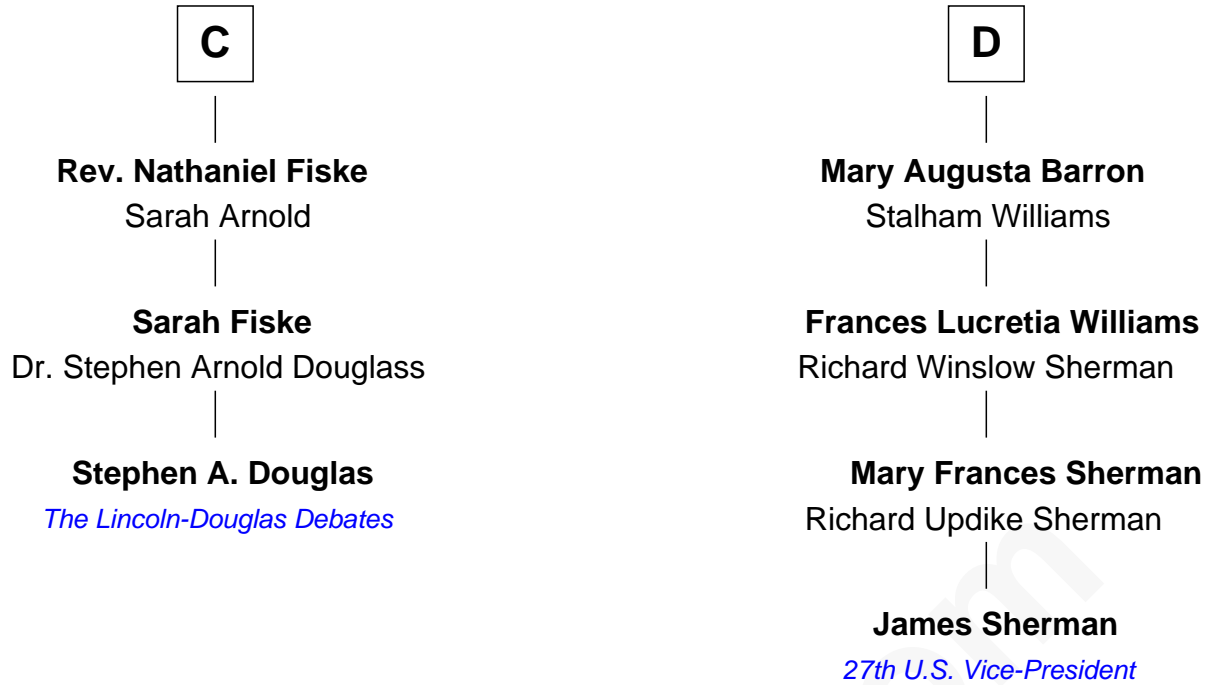 C
Rev. Nathaniel Fiske
Sarah Arnold
Sarah Fiske
Dr. Stephen Arnold Douglass
Stephen A. Douglas
The Lincoln-Douglas Debates
D
Mary Augusta Barron
Stalham Williams
Frances Lucretia Williams
Richard Winslow Sherman
Mary Frances Sherman
Richard Updike Sherman
James Sherman
27th U.S. Vice-President